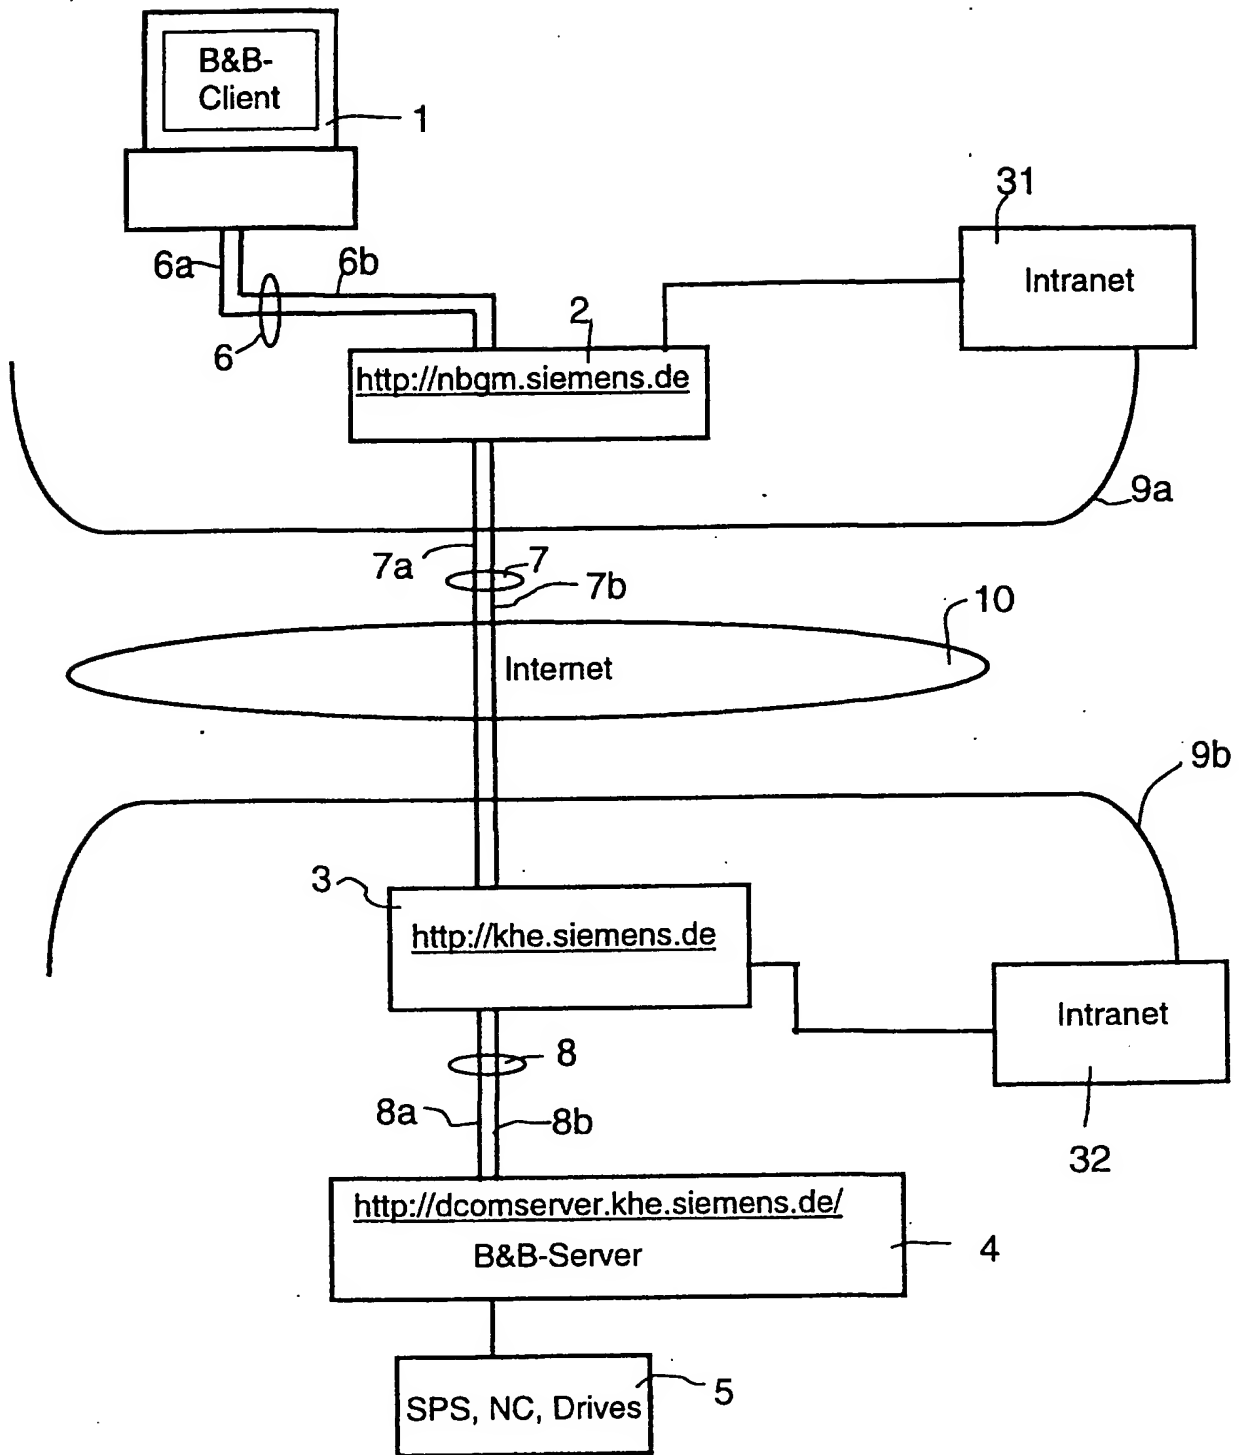 B&B-
Client
1
31
Intranet
6a
6b
6
2
http://nbgm.siemens.de
9a
7a
7
7b
10
Internet
9b
3
http://khe.siemens.de
Intranet
8
8a
8b
32
http://dcomserver.khe.siemens.de/
B&B-Server
4
SPS, NC, Drives
5